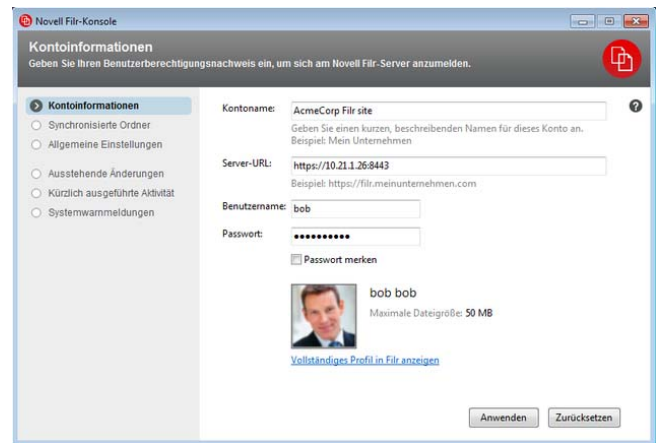 Novell Filr-Konsole
Kontoinformationen
Geben Sie Ihren Benutzerberechtigungsnachweis ein, um sich am Novell Filr-Server anzumelden.
Kontoinformationen
Synchronisierte Ordner
Allgemeine Einstellungen
Ausstehende Änderungen
Kürzlich ausgeführte Aktivität
Systemwarnmeldungen
Kontoname:
AcmeCorp Filr site
Geben Sie einen kurzen, beschreibenden Namen für dieses Konto an.
Beispiel: Mein Unternehmen
Server-URL:
https://10.21.1.26:8443
Beispiel: https://filr.meinunternehmen.com
Benutzername:
bob
Passwort:
••••••••••
Passwort merken
bob bob
Maximale Dateigröße: 50 MB
Vollständiges Profil in Filr anzeigen
Anwenden
Zurücksetzen